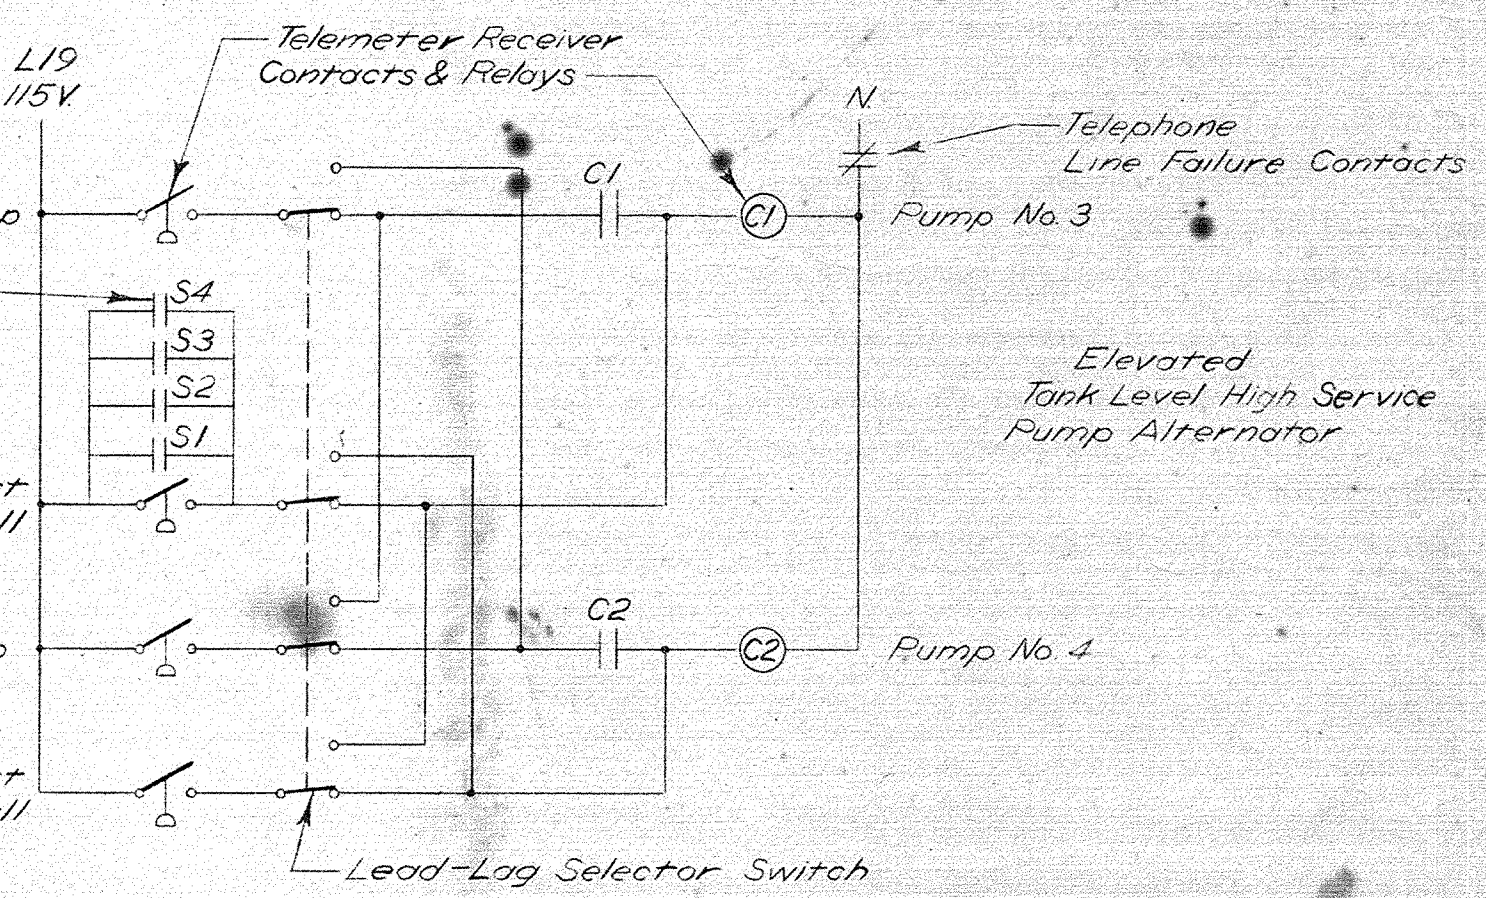 Telemeter Receiver
Contacts & Relays
L19
115V.
N.
Telephone
Line Failure Contacts
C1
C1
Pump No. 3
S4
S3
S2
S1
Elevated
Tank Level High Service
Pump Alternator
C2
C2
Pump No. 4
Lead-Lag Selector Switch